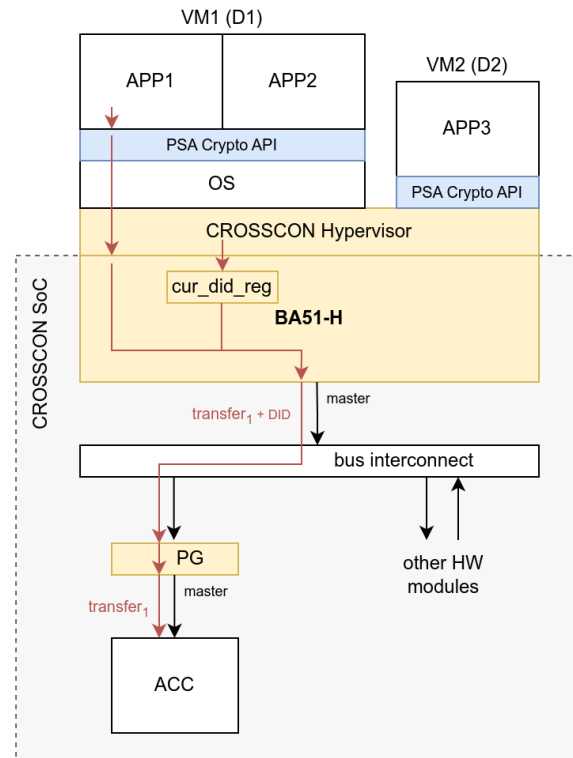 VM1 (D1)
VM2 (D2)
APP1
APP2
APP3
PSA Crypto API
PSA Crypto API
OS
CROSSCON Hypervisor
CROSSCON SoC
cur_did_reg
BA51-H
master
transfer₁ + DID
bus interconnect
PG
other HW
modules
master
transfer₁
ACC